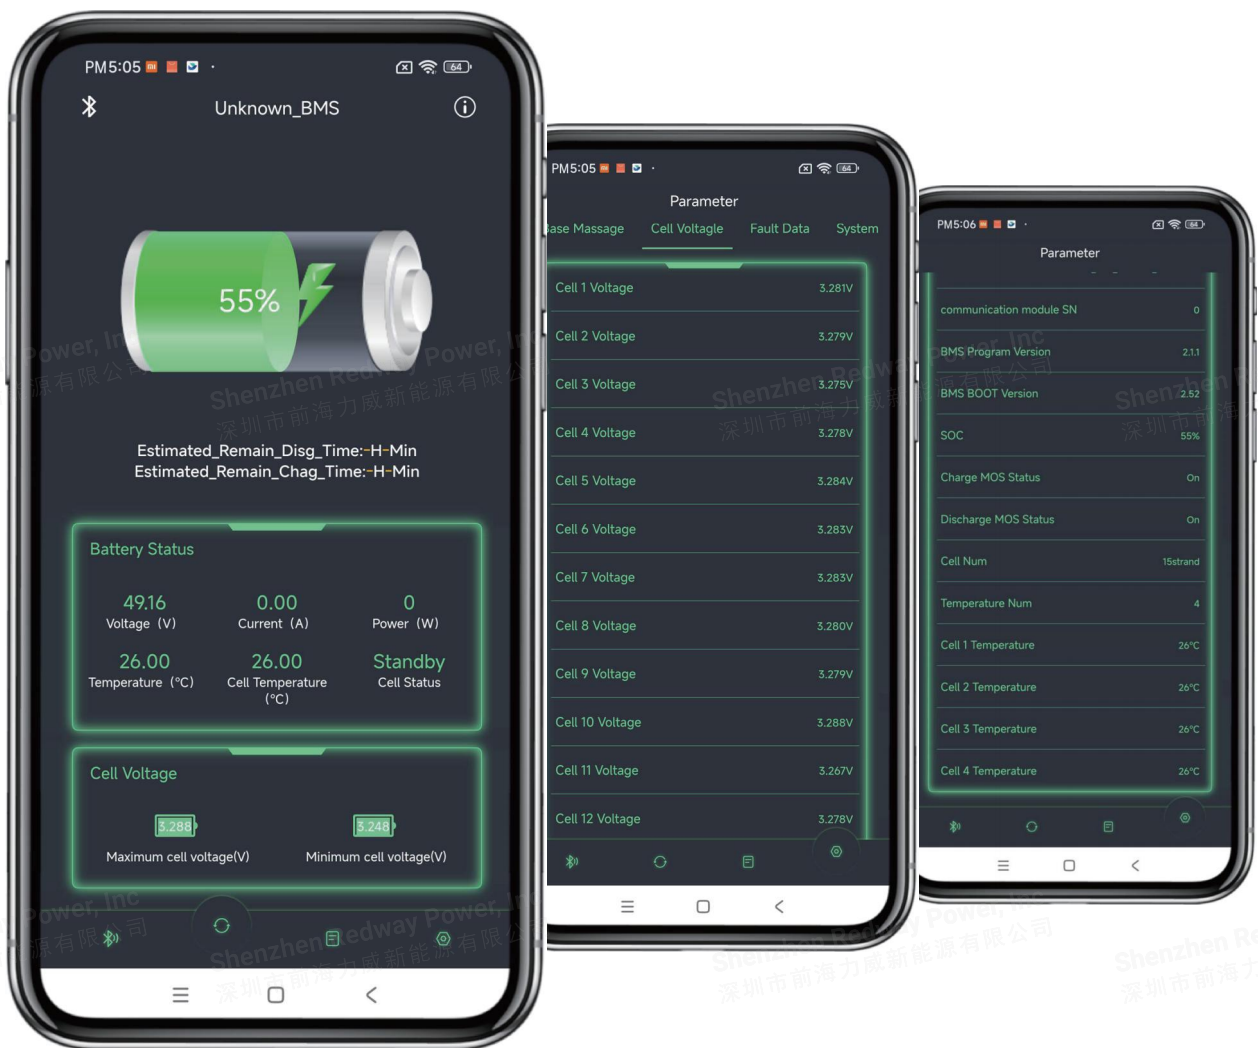 PM5:05
64
Unknown_BMS
55%
Estimated_Remain_Disg_Time:-H-Min
Estimated_Remain_Chag_Time:-H-Min
Battery Status
49.16
0.00
0
Voltage (V)
Current (A)
Power (W)
26.00
26.00
Standby
Temperature (°C)
Cell Temperature
(°C)
Cell Status
Cell Voltage
3.288
3.248
Maximum cell voltage(V)
Minimum cell voltage(V)
PM5:05
64
Parameter
ase Massage
Cell Voltagle
Fault Data
System
Cell 1 Voltage 3.281V
Cell 2 Voltage 3.279V
Cell 3 Voltage 3.275V
Cell 4 Voltage 3.278V
Cell 5 Voltage 3.284V
Cell 6 Voltage 3.283V
Cell 7 Voltage 3.283V
Cell 8 Voltage 3.280V
Cell 9 Voltage 3.279V
Cell 10 Voltage 3.288V
Cell 11 Voltage 3.267V
Cell 12 Voltage 3.278V
PM5:06
64
Parameter
communication module SN 0
BMS Program Version 2.1.1
BMS BOOT Version 2.52
SOC 55%
Charge MOS Status On
Discharge MOS Status On
Cell Num 15strand
Temperature Num 4
Cell 1 Temperature 26°C
Cell 2 Temperature 26°C
Cell 3 Temperature 26°C
Cell 4 Temperature 26°C
Shenzhen Redway Power, Inc
深圳市前海力威新能源有限公司